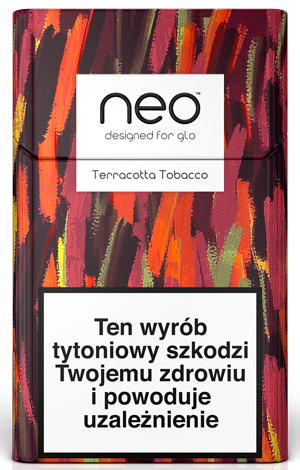 neo™
designed for glo
Terracotta Tobacco
Ten wyrób
tytoniowy szkodzi
Twojemu zdrowiu
i powoduje
uzależnienie